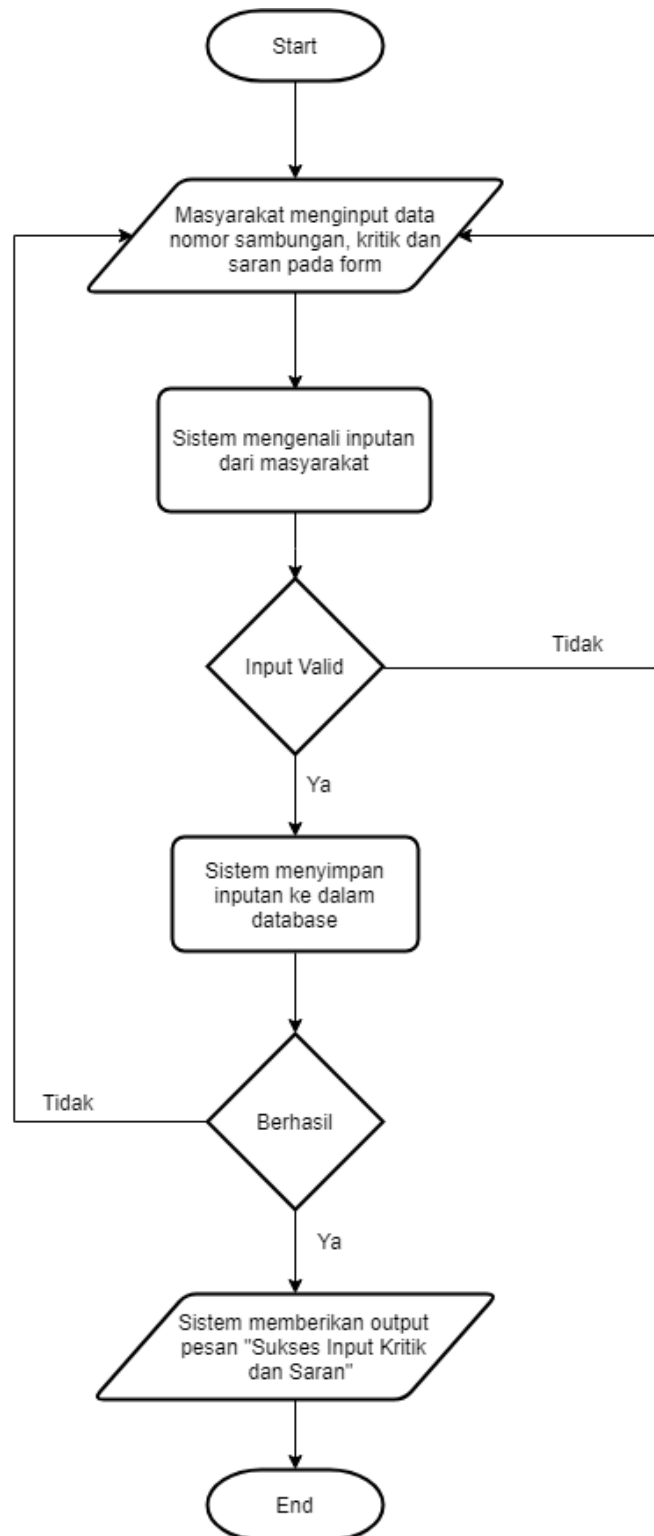 Start
Masyarakat menginput data
nomor sambungan, kritik dan
saran pada form
Sistem mengenali inputan
dari masyarakat
Input Valid
Tidak
Ya
Sistem menyimpan
inputan ke dalam
database
Tidak
Berhasil
Ya
Sistem memberikan output
pesan "Sukses Input Kritik
dan Saran"
End